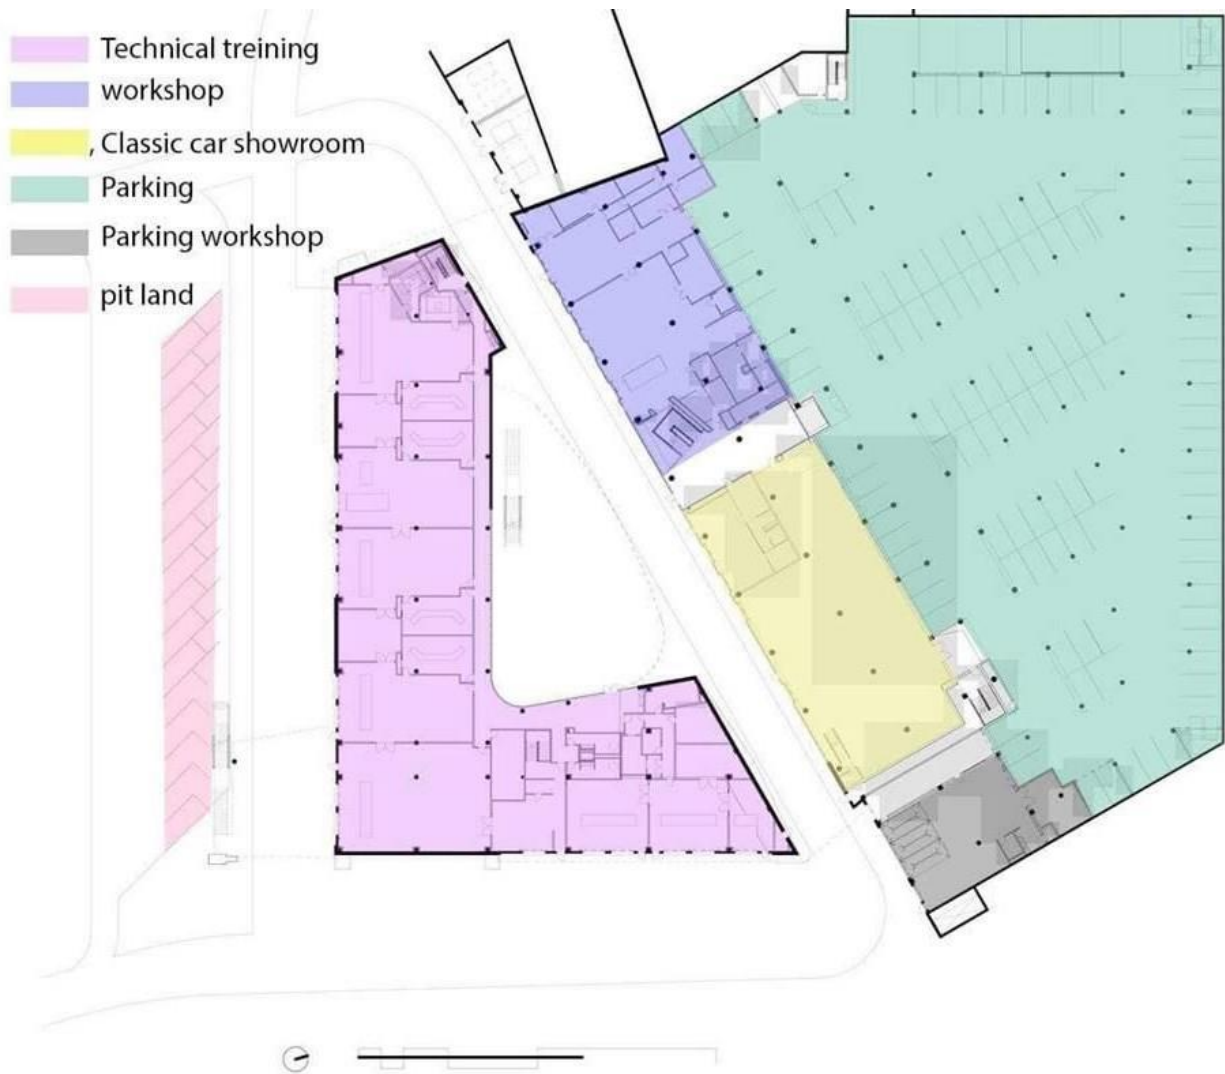 Technical treining
workshop
, Classic car showroom
Parking
Parking workshop
pit land